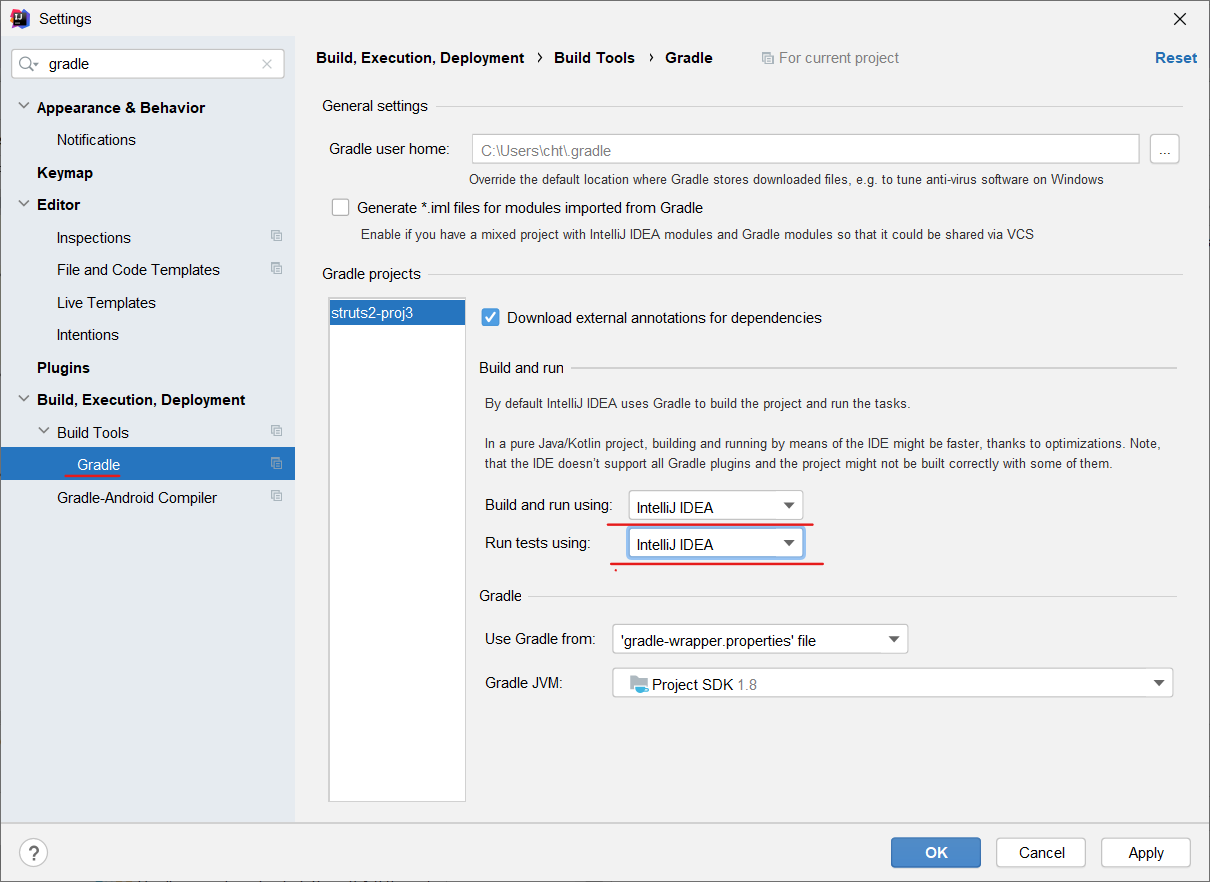 Settings
gradle
Appearance & Behavior
Notifications
Keymap
Editor
Inspections
File and Code Templates
Live Templates
Intentions
Plugins
Build, Execution, Deployment
Build Tools
Gradle
Gradle-Android Compiler
Build, Execution, Deployment › Build Tools › Gradle For current project Reset
General settings
Gradle user home: C:\Users\cht\.gradle ...
Override the default location where Gradle stores downloaded files, e.g. to tune anti-virus software on Windows
Generate *.iml files for modules imported from Gradle
Enable if you have a mixed project with IntelliJ IDEA modules and Gradle modules so that it could be shared via VCS
Gradle projects
struts2-proj3
Download external annotations for dependencies
Build and run
By default IntelliJ IDEA uses Gradle to build the project and run the tasks.
In a pure Java/Kotlin project, building and running by means of the IDE might be faster, thanks to optimizations. Note,
that the IDE doesn't support all Gradle plugins and the project might not be built correctly with some of them.
Build and run using: IntelliJ IDEA
Run tests using: IntelliJ IDEA
Gradle
Use Gradle from: 'gradle-wrapper.properties' file
Gradle JVM: Project SDK 1.8
? OK Cancel Apply